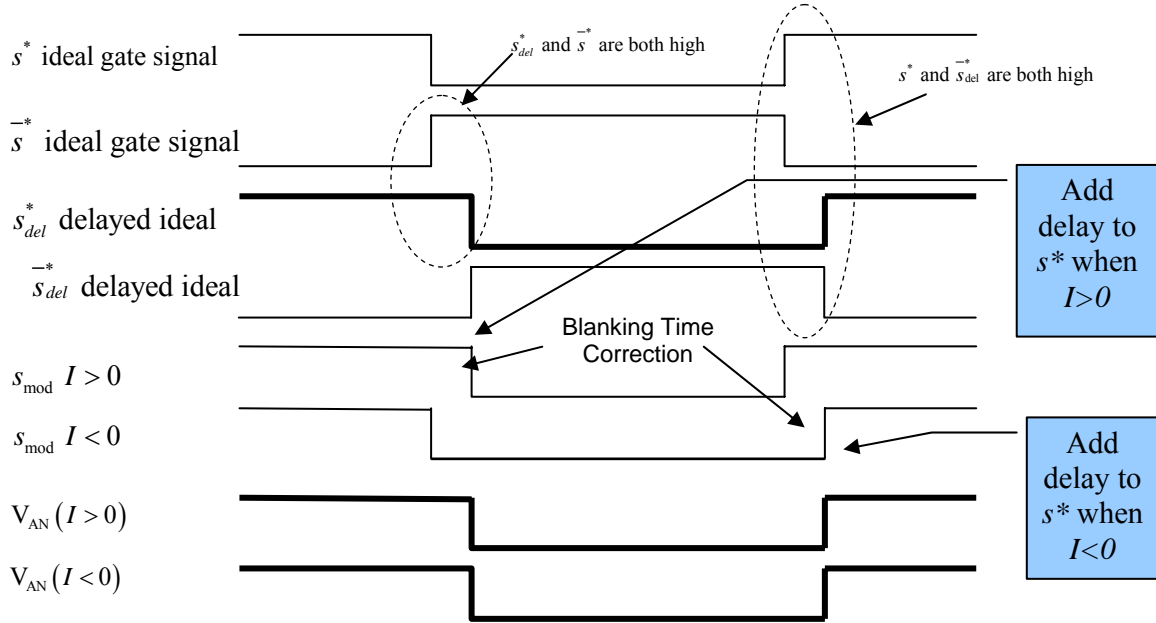 s* ideal gate signal
s*del and s̄* are both high
s* and s̄*del are both high
s̄* ideal gate signal
s*del delayed ideal
s̄*del delayed ideal
Add
delay to
s* when
I>0
Blanking Time
Correction
smod I > 0
smod I < 0
Add
delay to
s* when
I<0
VAN (I > 0)
VAN (I < 0)